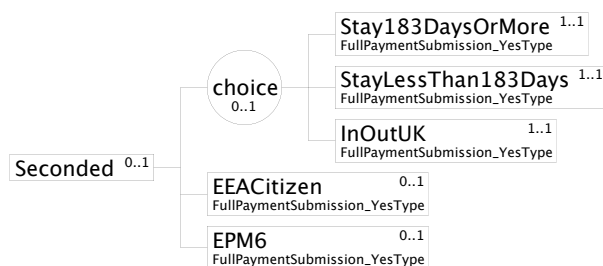 Stay183DaysOrMore 1..1
FullPaymentSubmission_YesType
choice
0..1
StayLessThan183Days 1..1
FullPaymentSubmission_YesType
InOutUK 1..1
FullPaymentSubmission_YesType
Seconded 0..1
EEACitizen 0..1
FullPaymentSubmission_YesType
EPM6 0..1
FullPaymentSubmission_YesType